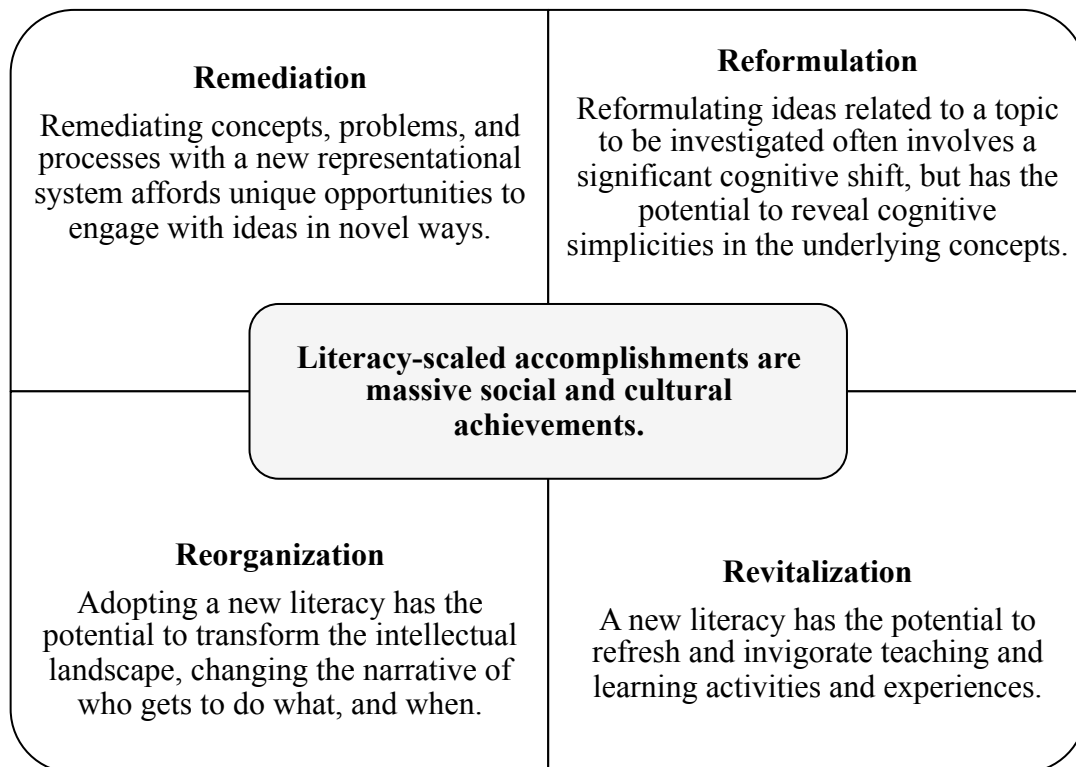 Remediation
Remediating concepts, problems, and
processes with a new representational
system affords unique opportunities to
engage with ideas in novel ways.
Reformulation
Reformulating ideas related to a topic
to be investigated often involves a
significant cognitive shift, but has the
potential to reveal cognitive
simplicities in the underlying concepts.
Literacy-scaled accomplishments are
massive social and cultural
achievements.
Reorganization
Adopting a new literacy has the
potential to transform the intellectual
landscape, changing the narrative of
who gets to do what, and when.
Revitalization
A new literacy has the potential to
refresh and invigorate teaching and
learning activities and experiences.